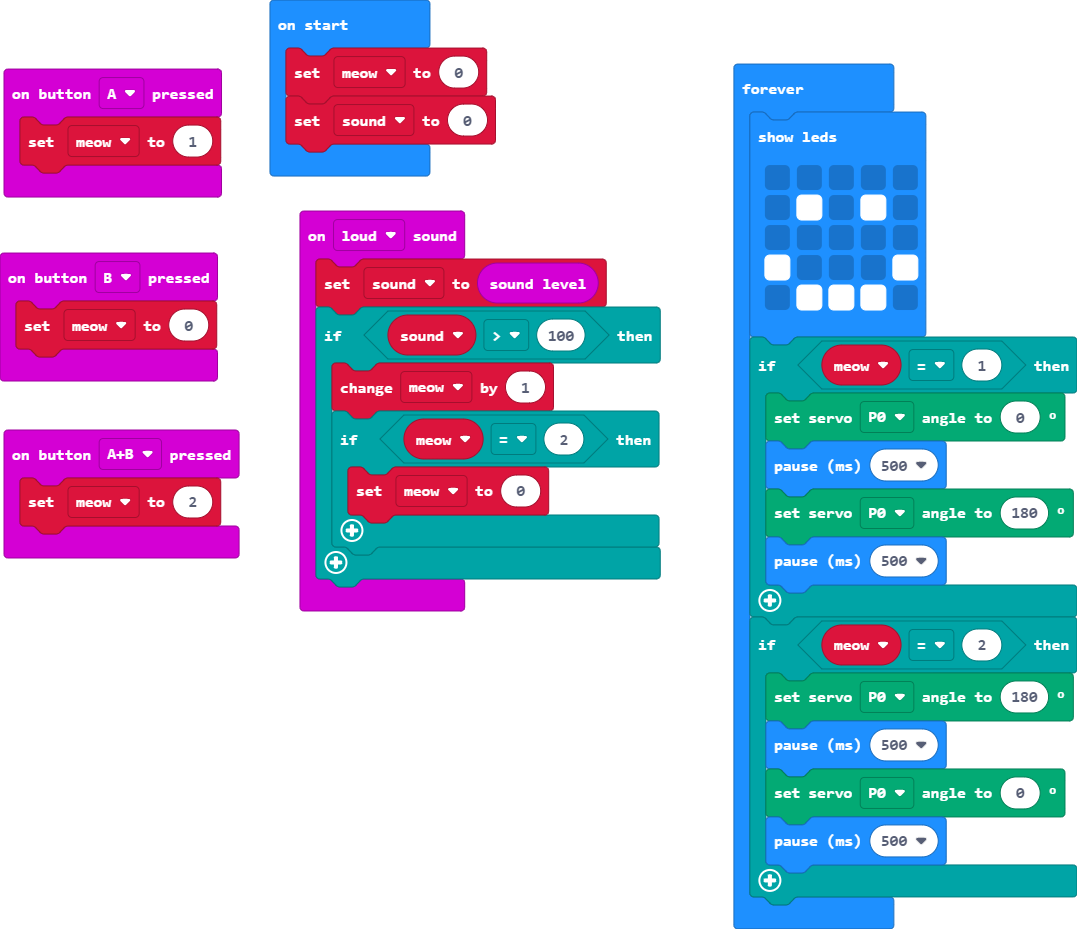 on button A pressed
set meow to 1
on button B pressed
set meow to 0
on button A+B pressed
set meow to 2
on start
set meow to 0
set sound to 0
on loud sound
set sound to sound level
if sound > 100 then
change meow by 1
if meow = 2 then
set meow to 0
forever
show leds
if meow = 1 then
set servo P0 angle to 0 °
pause (ms) 500
set servo P0 angle to 180 °
pause (ms) 500
if meow = 2 then
set servo P0 angle to 180 °
pause (ms) 500
set servo P0 angle to 0 °
pause (ms) 500